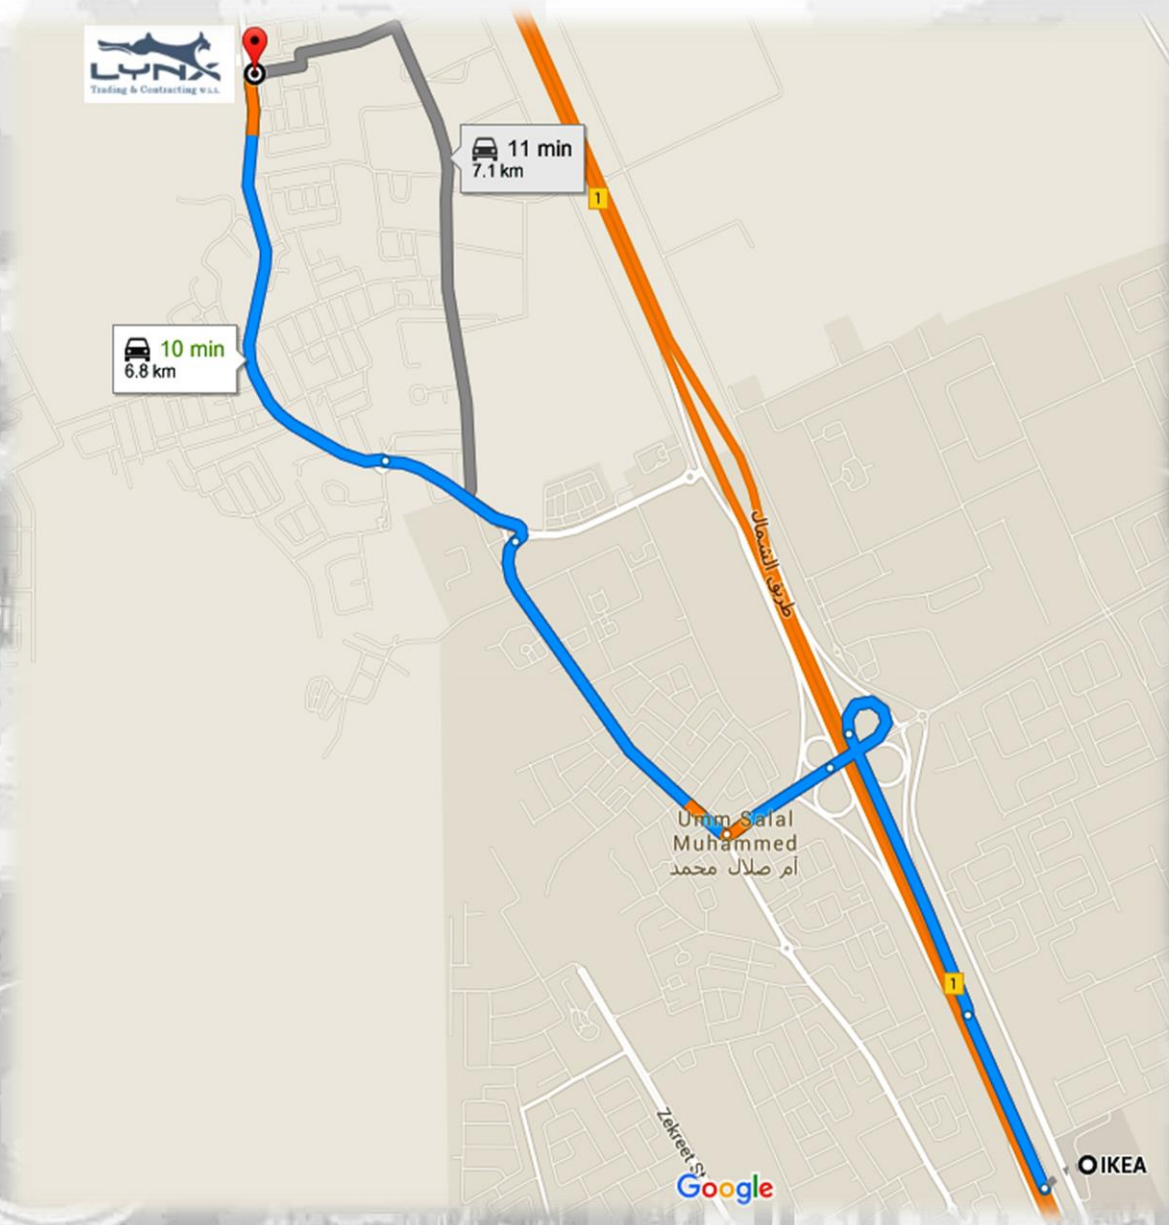 LYNX
Trading & Contracting W.L.L.
11 min
7.1 km
1
10 min
6.8 km
طريق الشمال
Umm Salal
Muhammed
أم صلال محمد
1
Zekreet St
IKEA
Google